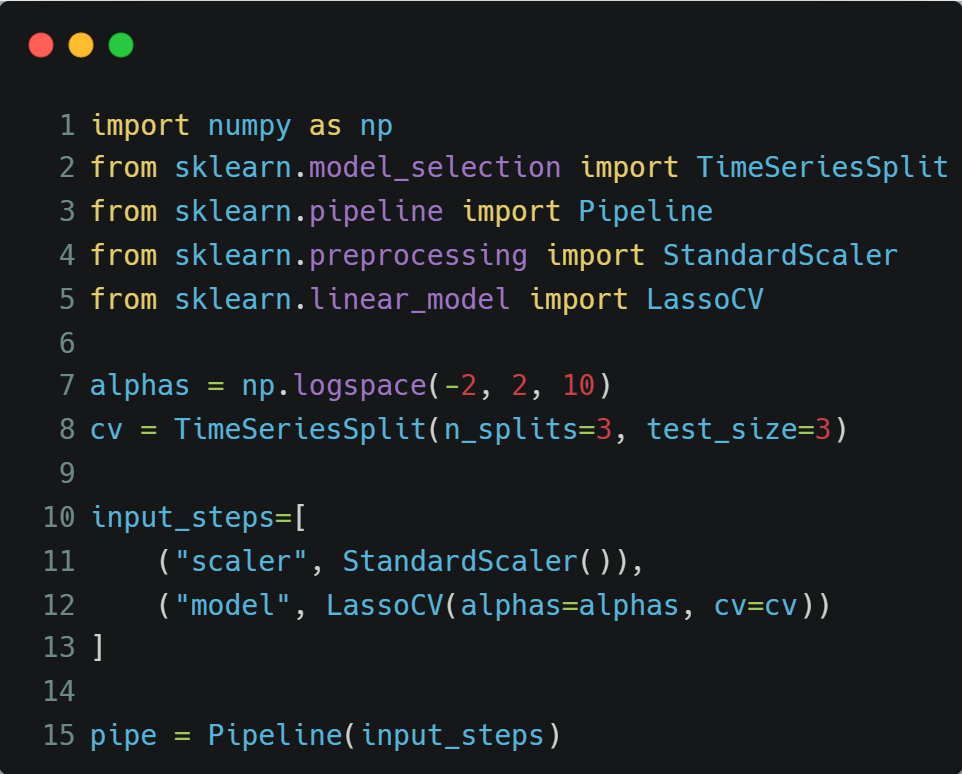 1 import numpy as np
2 from sklearn.model_selection import TimeSeriesSplit
3 from sklearn.pipeline import Pipeline
4 from sklearn.preprocessing import StandardScaler
5 from sklearn.linear_model import LassoCV
6
7 alphas = np.logspace(-2, 2, 10)
8 cv = TimeSeriesSplit(n_splits=3, test_size=3)
9
10 input_steps=[
11     ("scaler", StandardScaler()),
12     ("model", LassoCV(alphas=alphas, cv=cv))
13 ]
14
15 pipe = Pipeline(input_steps)